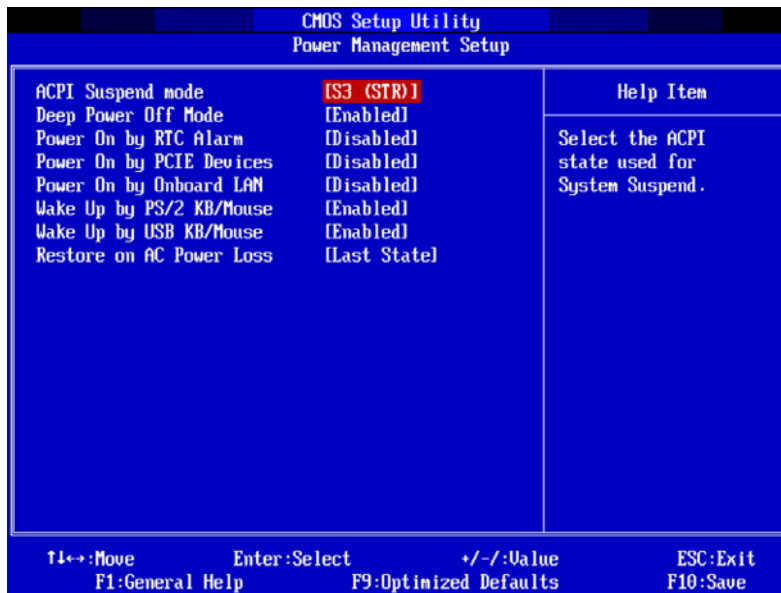 CMOS Setup Utility
Power Management Setup
ACPI Suspend mode [S3 (STR)]
Deep Power Off Mode [Enabled]
Power On by RTC Alarm [Disabled]
Power On by PCIE Devices [Disabled]
Power On by Onboard LAN [Disabled]
Wake Up by PS/2 KB/Mouse [Enabled]
Wake Up by USB KB/Mouse [Enabled]
Restore on AC Power Loss [Last State]
Help Item
Select the ACPI
state used for
System Suspend.
↑↓←→:Move Enter:Select +/-/:Value ESC:Exit
F1:General Help F9:Optimized Defaults F10:Save